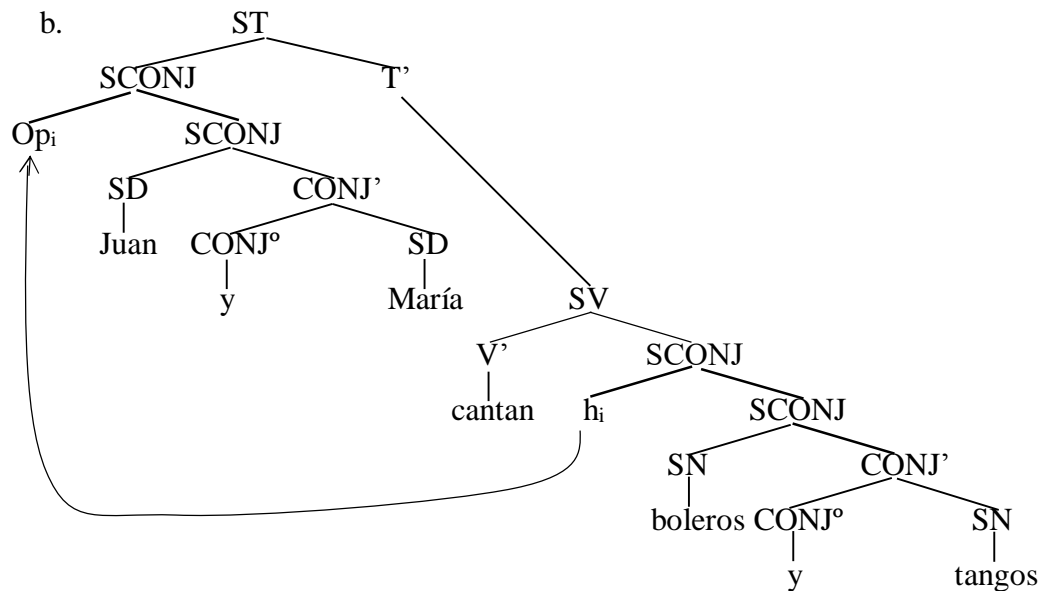 b. ST
SCONJ T’
Opᵢ SCONJ
SD CONJ’
Juan CONJº SD
y María SV
V’ SCONJ
cantan hᵢ SCONJ
SN CONJ’
boleros CONJº SN
y tangos